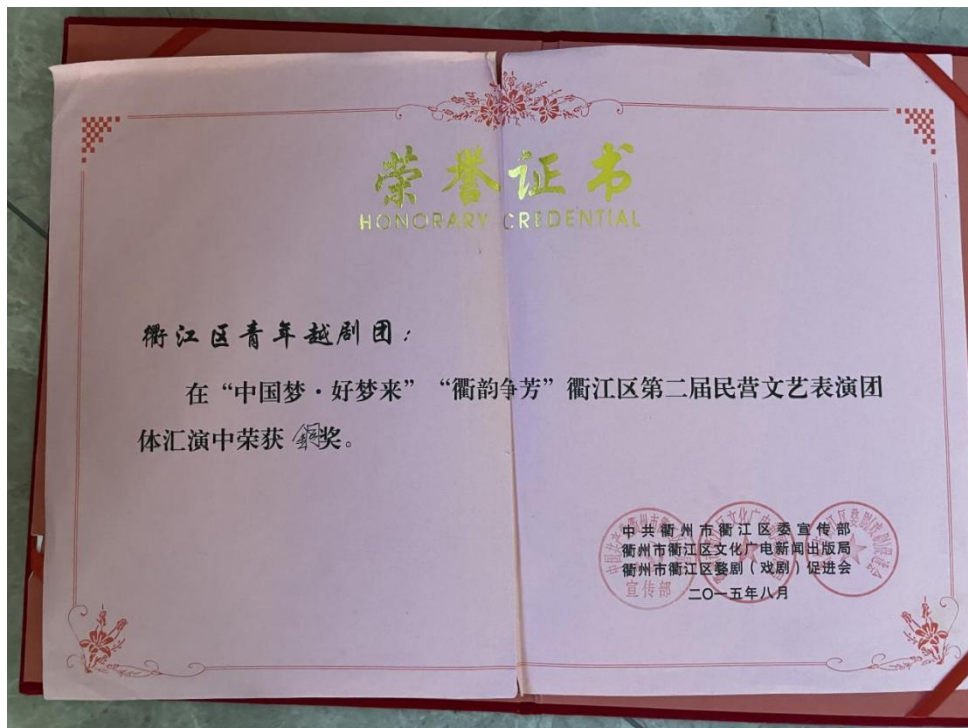 荣誉证书
HONORARY CREDENTIAL
衢江区青年越剧团：
在“中国梦·好梦来”“衢韵争芳”衢江区第二届民营文艺表演团
体汇演中荣获 銅奖。
中共衢州市衢江区委宣传部
衢州市衢江区文化广电新闻出版局
衢州市衢江区婺剧（戏剧）促进会
二〇一五年八月
宣传部